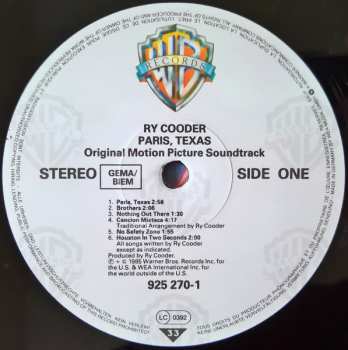 WB
RECORDS
RY COODER
PARIS, TEXAS
Original Motion Picture Soundtrack
STEREO
GEMA/
BIEM
SIDE ONE
1. Paris, Texas 2:56
2. Brothers 2:06
3. Nothing Out There 1:30
4. Cancion Mixteca 4:17
Traditional Arrangement by Ry Cooder
5. No Safety Zone 1:55
6. Houston In Two Seconds 2:00
All songs written by Ry Cooder
except as indicated.
Produced by Ry Cooder.
℗ + © 1985 Warner Bros. Records Inc. for
the U.S. & WEA International Inc. for
the world outside of the U.S.
925 270-1
LC 0392
33